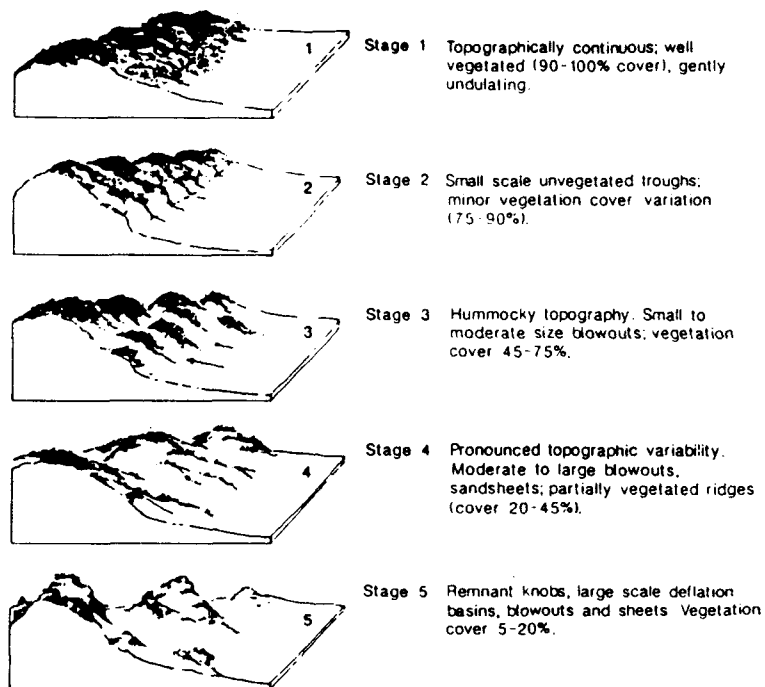 1
Stage 1 Topographically continuous; well
vegetated (90-100% cover), gently
undulating.
2
Stage 2 Small scale unvegetated troughs;
minor vegetation cover variation
(75-90%).
3
Stage 3 Hummocky topography. Small to
moderate size blowouts; vegetation
cover 45-75%.
4
Stage 4 Pronounced topographic variability.
Moderate to large blowouts,
sandsheets; partially vegetated ridges
(cover 20-45%).
5
Stage 5 Remnant knobs, large scale deflation
basins, blowouts and sheets Vegetation
cover 5-20%.